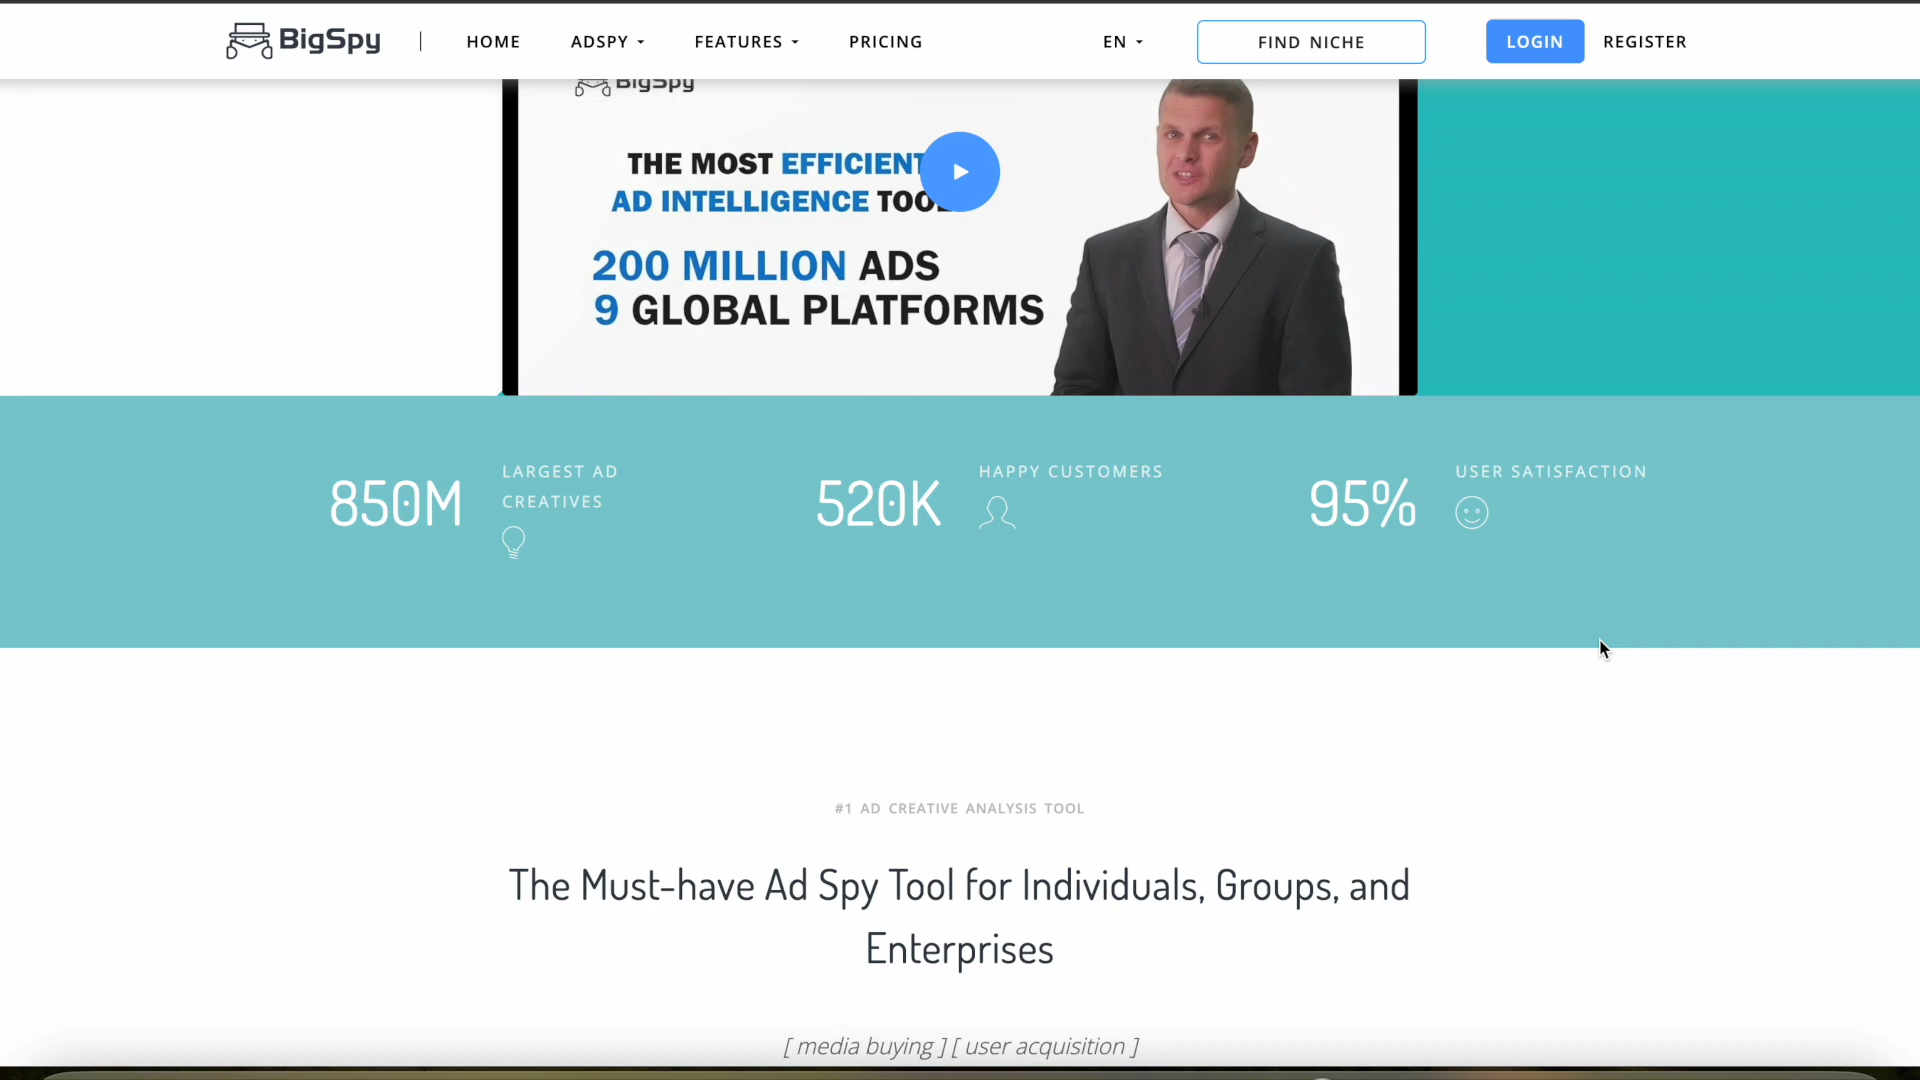 BigSpy
HOME
ADSPY
FEATURES
PRICING
EN
FIND NICHE
LOGIN
REGISTER
BigSpy
THE MOST EFFICIENT
AD INTELLIGENCE TOOL
200 MILLION ADS
9 GLOBAL PLATFORMS
850M
LARGEST AD
CREATIVES
520K
HAPPY CUSTOMERS
95%
USER SATISFACTION
#1 AD CREATIVE ANALYSIS TOOL
The Must-have Ad Spy Tool for Individuals, Groups, and
Enterprises
[ media buying ] [ user acquisition ]